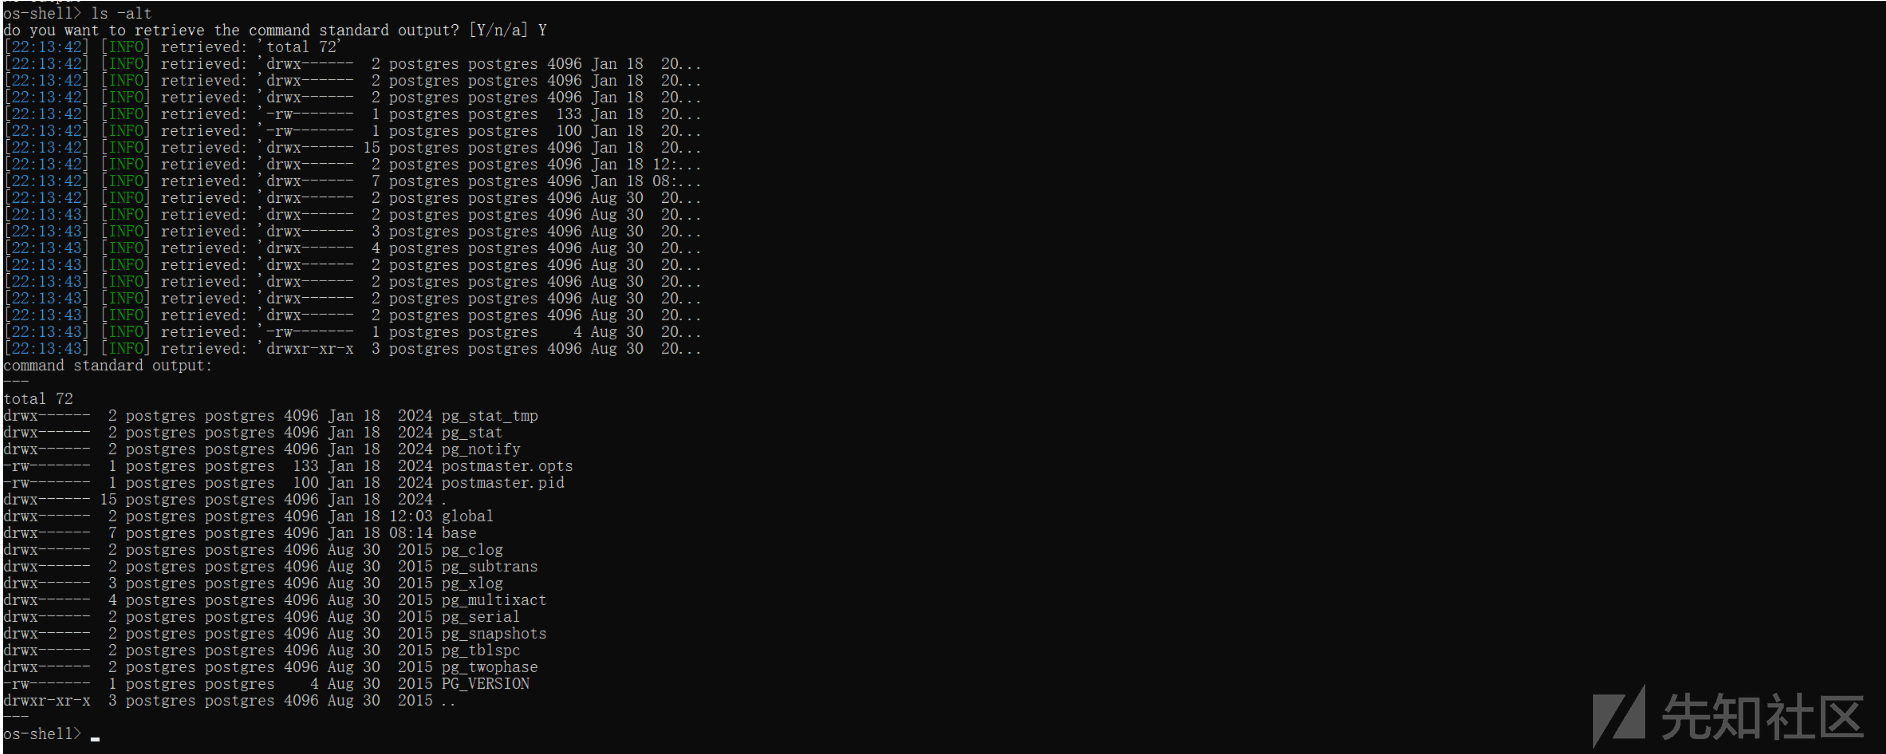 os-shell> ls -alt
do you want to retrieve the command standard output? [Y/n/a] Y
[22:13:42] [INFO] retrieved: 'total 72'
[22:13:42] [INFO] retrieved: 'drwx------  2 postgres postgres 4096 Jan 18  20...
[22:13:42] [INFO] retrieved: 'drwx------  2 postgres postgres 4096 Jan 18  20...
[22:13:42] [INFO] retrieved: 'drwx------  2 postgres postgres 4096 Jan 18  20...
[22:13:42] [INFO] retrieved: '-rw-------  1 postgres postgres  133 Jan 18  20...
[22:13:42] [INFO] retrieved: '-rw-------  1 postgres postgres  100 Jan 18  20...
[22:13:42] [INFO] retrieved: 'drwx------ 15 postgres postgres 4096 Jan 18  20...
[22:13:42] [INFO] retrieved: 'drwx------  2 postgres postgres 4096 Jan 18 12:...
[22:13:42] [INFO] retrieved: 'drwx------  7 postgres postgres 4096 Jan 18 08:...
[22:13:42] [INFO] retrieved: 'drwx------  2 postgres postgres 4096 Aug 30  20...
[22:13:43] [INFO] retrieved: 'drwx------  2 postgres postgres 4096 Aug 30  20...
[22:13:43] [INFO] retrieved: 'drwx------  3 postgres postgres 4096 Aug 30  20...
[22:13:43] [INFO] retrieved: 'drwx------  4 postgres postgres 4096 Aug 30  20...
[22:13:43] [INFO] retrieved: 'drwx------  2 postgres postgres 4096 Aug 30  20...
[22:13:43] [INFO] retrieved: 'drwx------  2 postgres postgres 4096 Aug 30  20...
[22:13:43] [INFO] retrieved: 'drwx------  2 postgres postgres 4096 Aug 30  20...
[22:13:43] [INFO] retrieved: 'drwx------  2 postgres postgres 4096 Aug 30  20...
[22:13:43] [INFO] retrieved: '-rw-------  1 postgres postgres    4 Aug 30  20...
[22:13:43] [INFO] retrieved: 'drwxr-xr-x  3 postgres postgres 4096 Aug 30  20...
command standard output:
---
total 72
drwx------  2 postgres postgres 4096 Jan 18  2024 pg_stat_tmp
drwx------  2 postgres postgres 4096 Jan 18  2024 pg_stat
drwx------  2 postgres postgres 4096 Jan 18  2024 pg_notify
-rw-------  1 postgres postgres  133 Jan 18  2024 postmaster.opts
-rw-------  1 postgres postgres  100 Jan 18  2024 postmaster.pid
drwx------ 15 postgres postgres 4096 Jan 18  2024 .
drwx------  2 postgres postgres 4096 Jan 18 12:03 global
drwx------  7 postgres postgres 4096 Jan 18 08:14 base
drwx------  2 postgres postgres 4096 Aug 30  2015 pg_clog
drwx------  2 postgres postgres 4096 Aug 30  2015 pg_subtrans
drwx------  3 postgres postgres 4096 Aug 30  2015 pg_xlog
drwx------  4 postgres postgres 4096 Aug 30  2015 pg_multixact
drwx------  2 postgres postgres 4096 Aug 30  2015 pg_serial
drwx------  2 postgres postgres 4096 Aug 30  2015 pg_snapshots
drwx------  2 postgres postgres 4096 Aug 30  2015 pg_tblspc
drwx------  2 postgres postgres 4096 Aug 30  2015 pg_twophase
-rw-------  1 postgres postgres    4 Aug 30  2015 PG_VERSION
drwxr-xr-x  3 postgres postgres 4096 Aug 30  2015 ..
---
os-shell>
先知社区